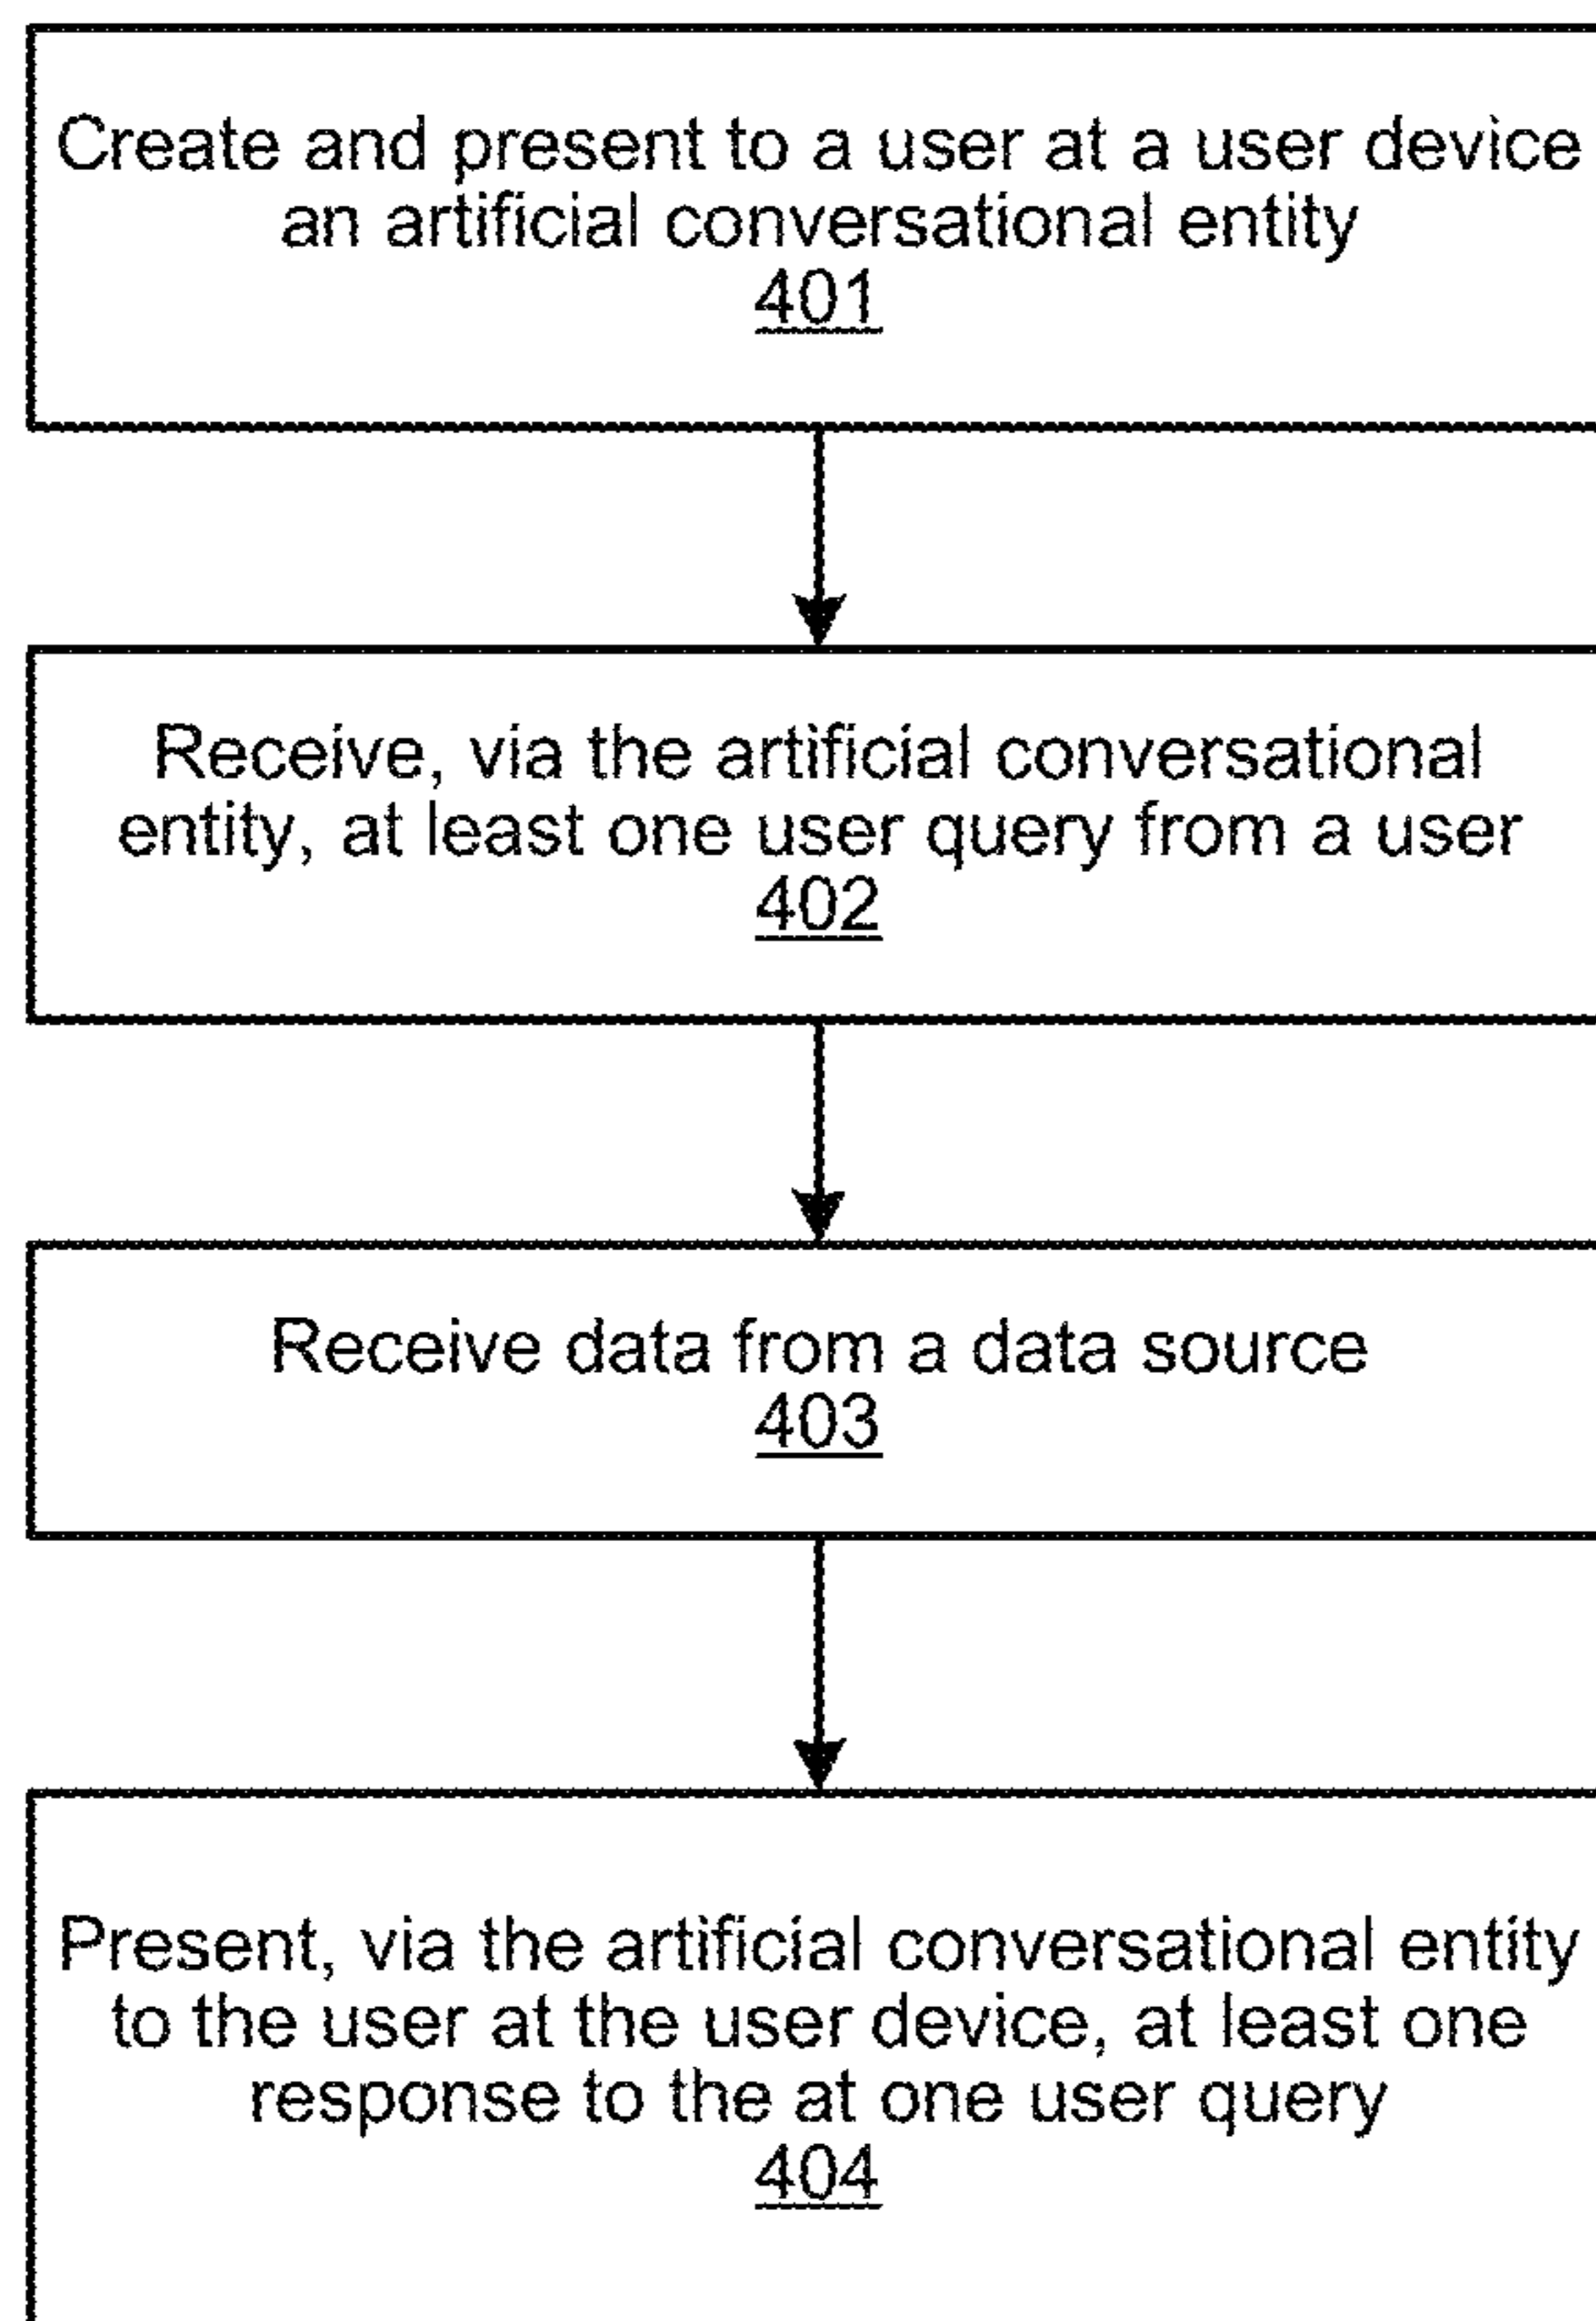 Create and present to a user at a user device
an artificial conversational entity
401
Receive, via the artificial conversational
entity, at least one user query from a user
402
Receive data from a data source
403
Present, via the artificial conversational entity
to the user at the user device, at least one
response to the at one user query
404